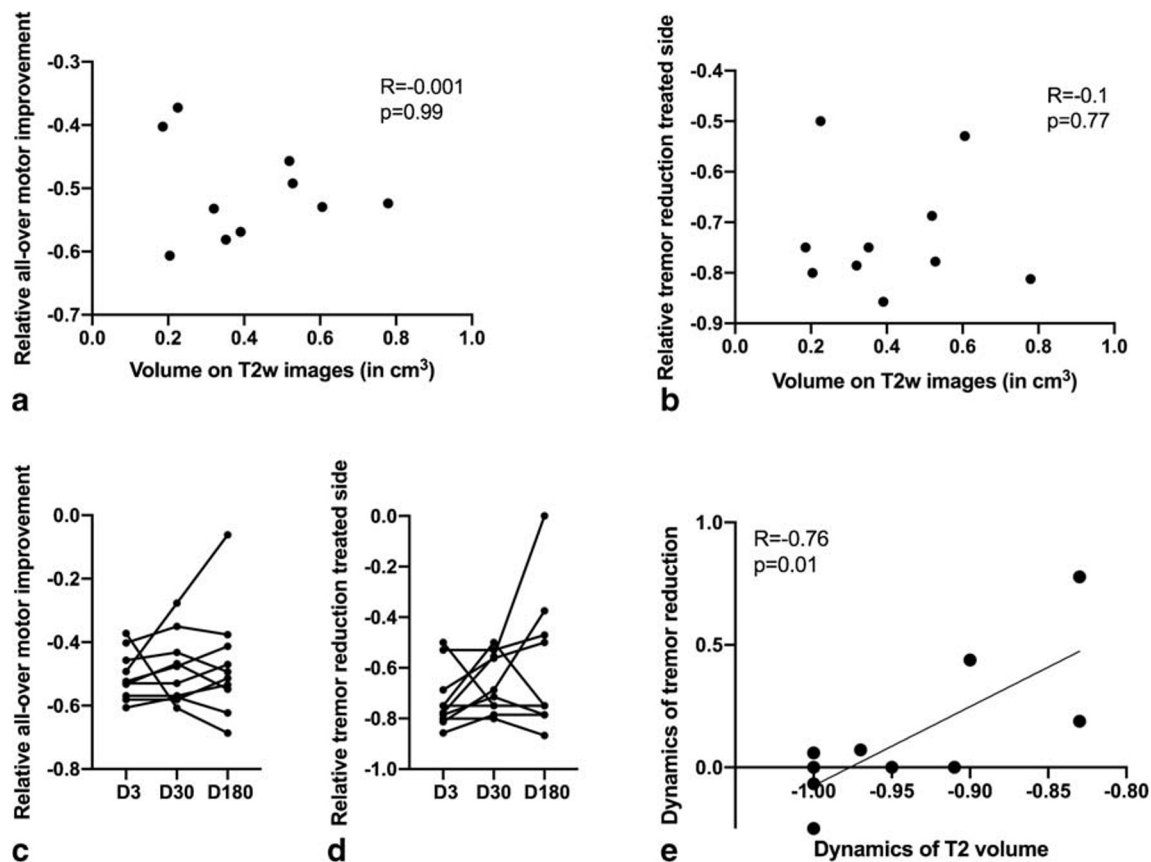 Relative all-over motor improvement
-0.3
-0.4
-0.5
-0.6
-0.7
0.0 0.2 0.4 0.6 0.8 1.0
R=-0.001
p=0.99
Volume on T2w images (in cm³)
a
Relative tremor reduction treated side
-0.4
-0.5
-0.6
-0.7
-0.8
-0.9
0.0 0.2 0.4 0.6 0.8 1.0
R=-0.1
p=0.77
Volume on T2w images (in cm³)
b
Relative all-over motor improvement
0.0
-0.2
-0.4
-0.6
-0.8
D3 D30 D180
c
Relative tremor reduction treated side
0.0
-0.2
-0.4
-0.6
-0.8
-1.0
D3 D30 D180
d
Dynamics of tremor reduction
1.0
0.5
0.0
R=-0.76
p=0.01
-1.00 -0.95 -0.90 -0.85 -0.80
Dynamics of T2 volume
e